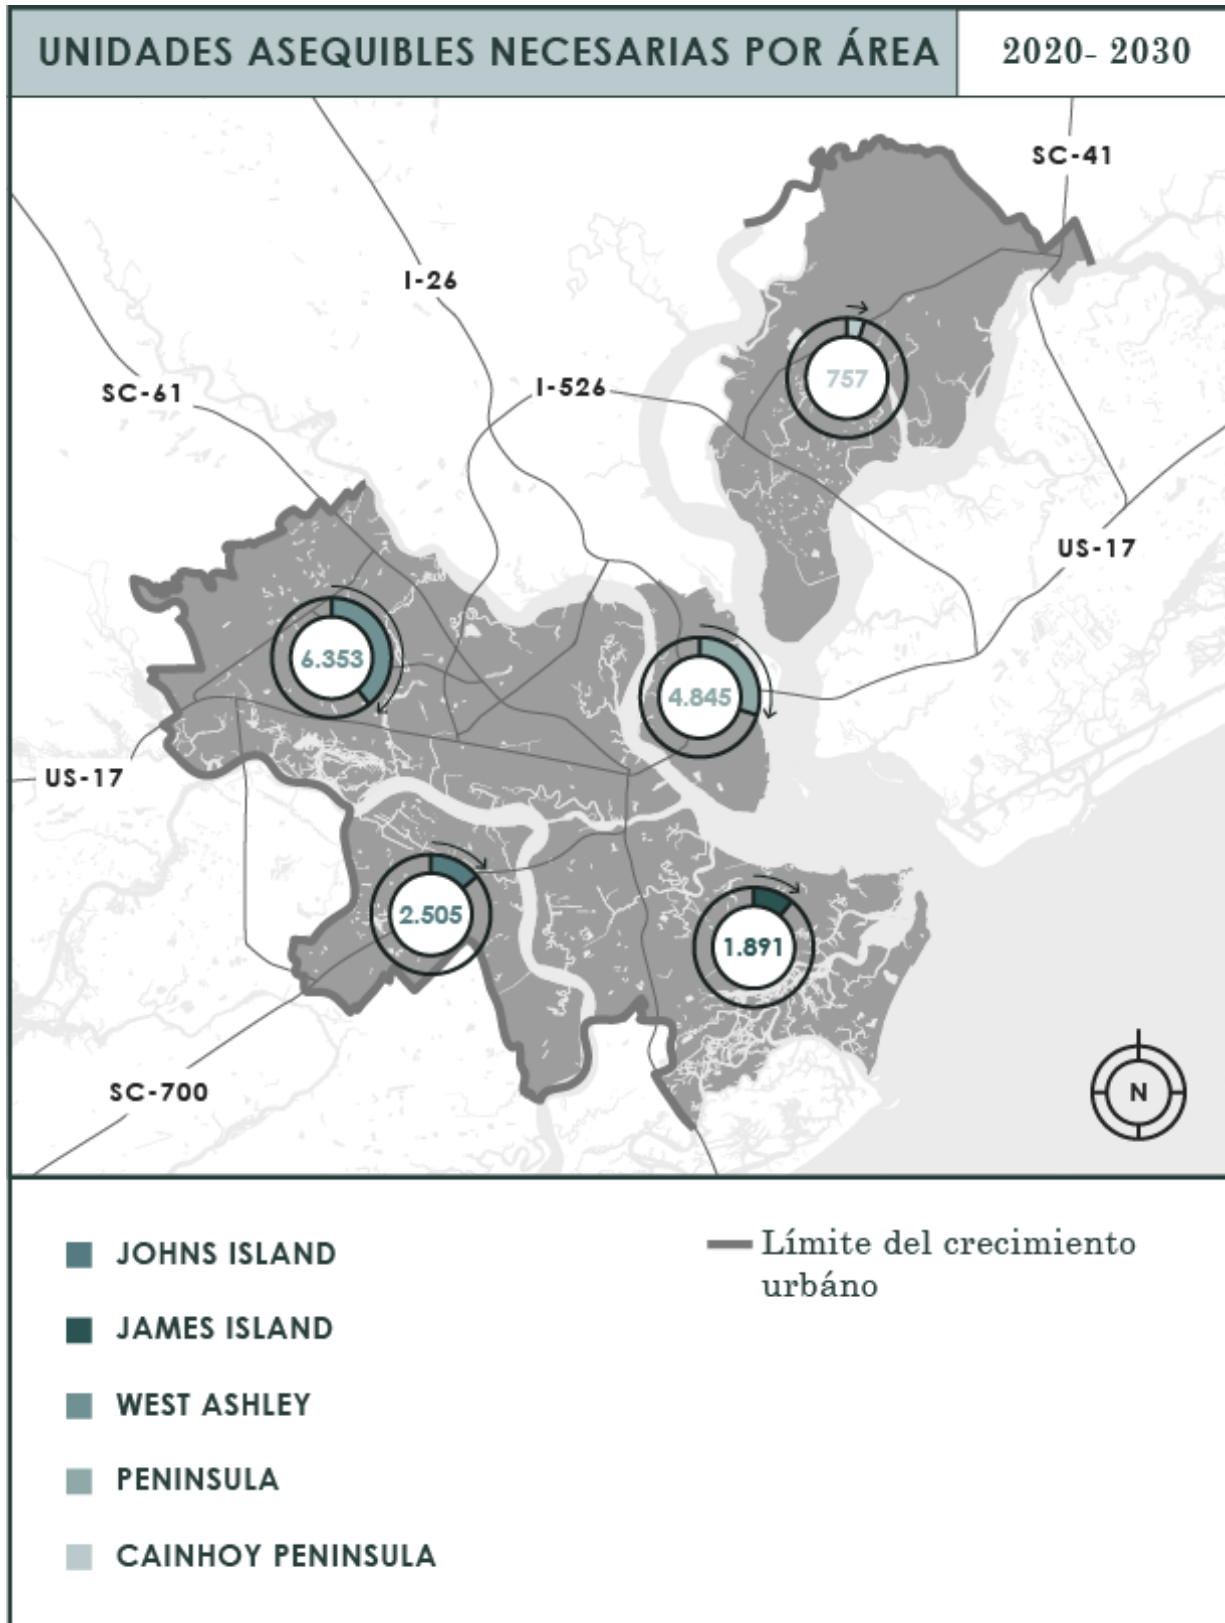 UNIDADES ASEQUIBLES NECESARIAS POR ÁREA
2020- 2030
SC-41
I-26
SC-61
I-526
757
US-17
6.353
4.845
US-17
2.505
1.891
SC-700
N
JOHNS ISLAND
JAMES ISLAND
WEST ASHLEY
PENINSULA
CAINHOY PENINSULA
Límite del crecimiento
urbáno